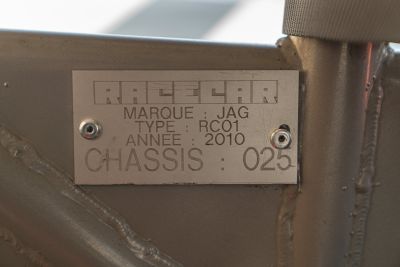 RACECAR
MARQUE : JAG
TYPE : RC01
ANNEE : 2010
CHASSIS : 025